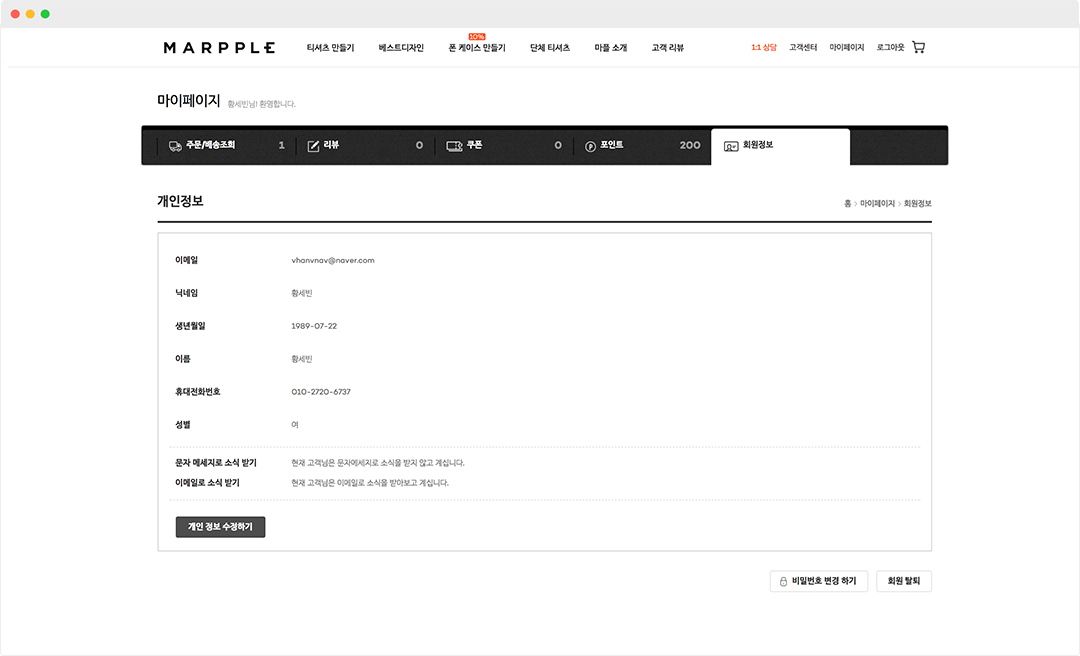 MARPPLE 티셔츠 만들기 베스트디자인 10% 폰 케이스 만들기 단체 티셔츠 마플 소개 고객 리뷰 1:1 상담 고객센터 마이페이지 로그아웃
마이페이지 황세빈님! 환영합니다.
주문/배송조회 1 리뷰 0 쿠폰 0 포인트 200 회원정보
개인정보 홈 > 마이페이지 > 회원정보
이메일 vhanvnav@naver.com
닉네임 황세빈
생년월일 1989-07-22
이름 황세빈
휴대전화번호 010-2720-6737
성별 여
문자 메세지로 소식 받기 현재 고객님은 문자메세지로 소식을 받지 않고 계십니다.
이메일로 소식 받기 현재 고객님은 이메일로 소식을 받아보고 계십니다.
개인 정보 수정하기
비밀번호 변경 하기 회원 탈퇴